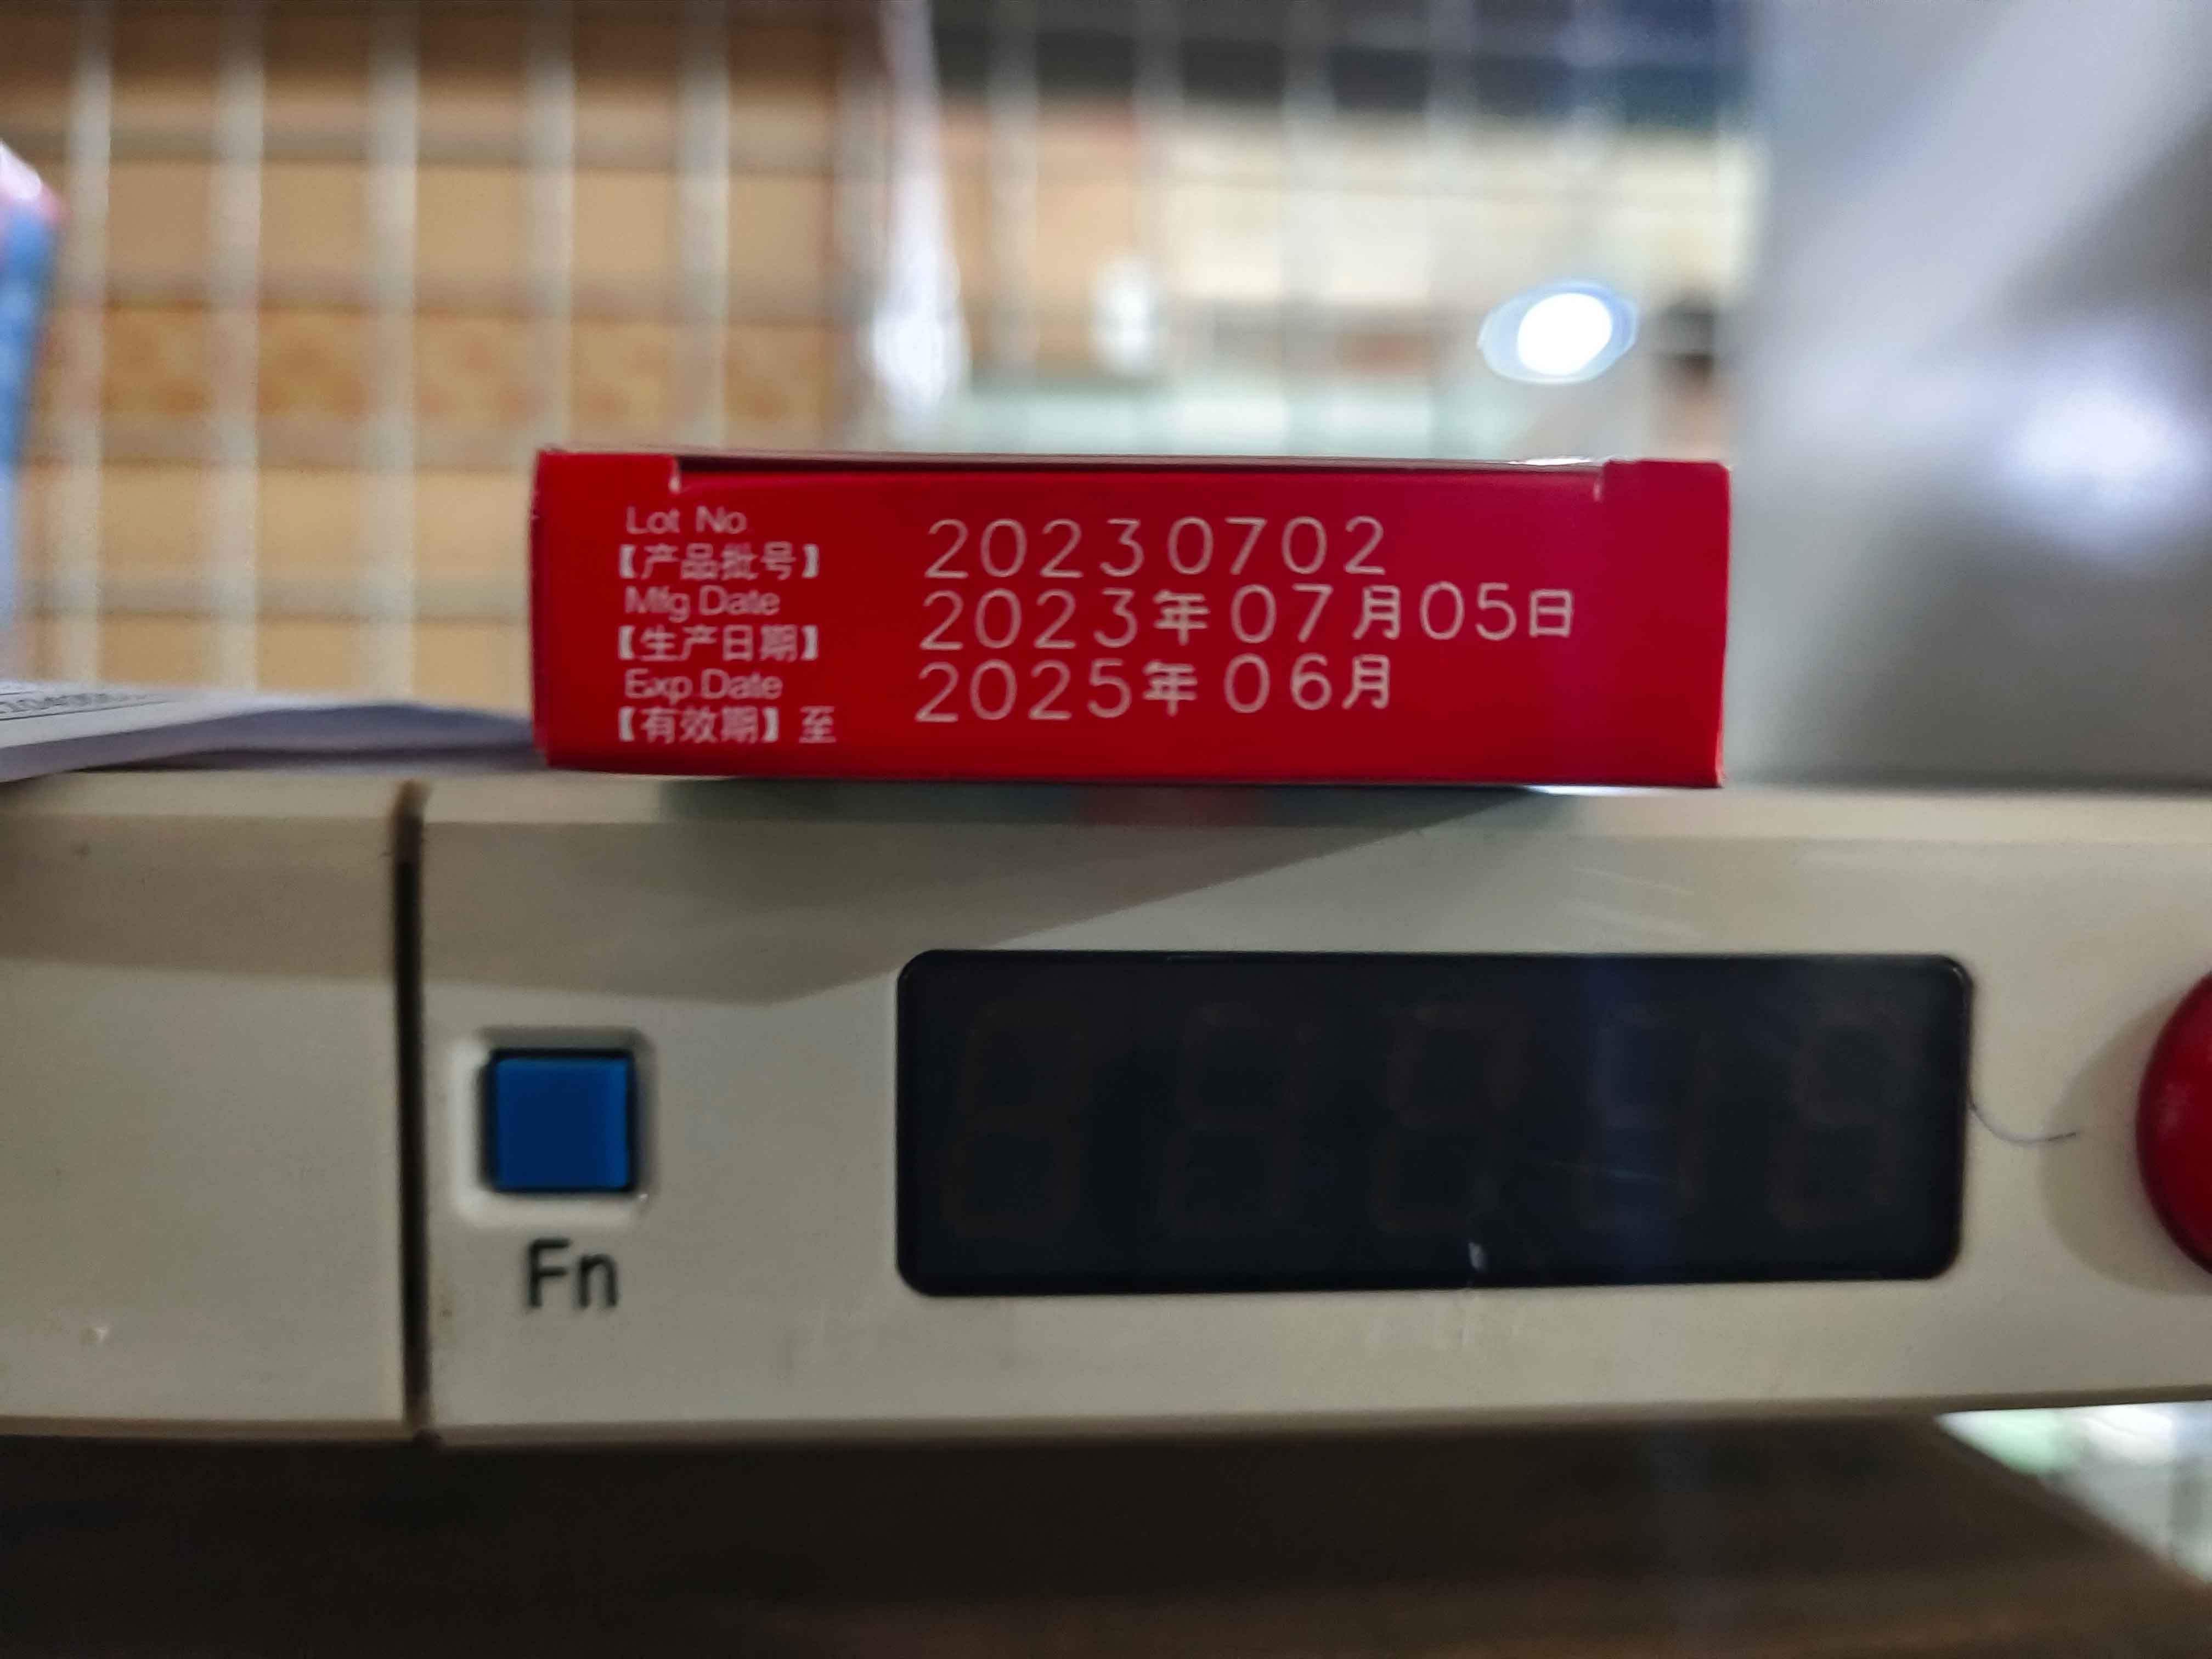 Lot No
【产品批号】
20230702
Mfg.Date
【生产日期】
2023年07月05日
Exp.Date
【有效期】至
2025年06月
Fn